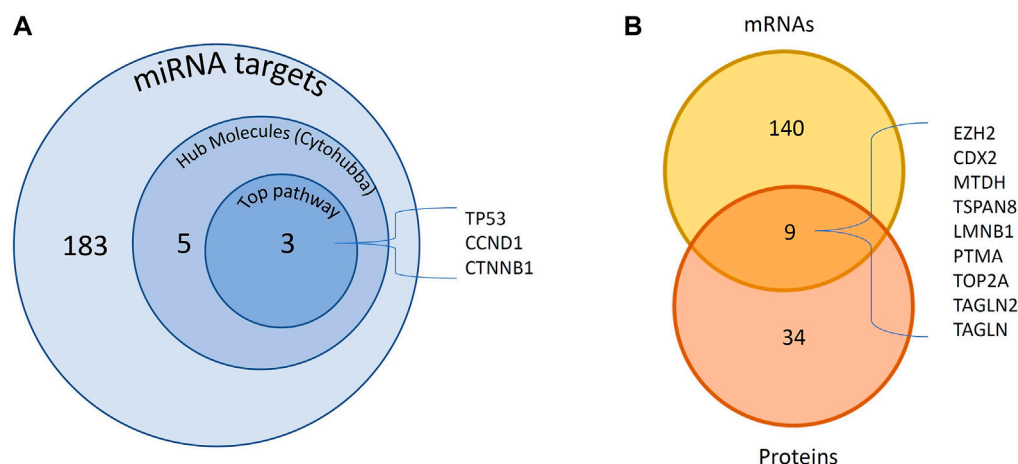 A
miRNA targets
Hub Molecules (Cytohubba)
Top pathway
183
5
3
TP53
CCND1
CTNNB1
B
mRNAs
140
9
34
EZH2
CDX2
MTDH
TSPAN8
LMNB1
PTMA
TOP2A
TAGLN2
TAGLN
Proteins